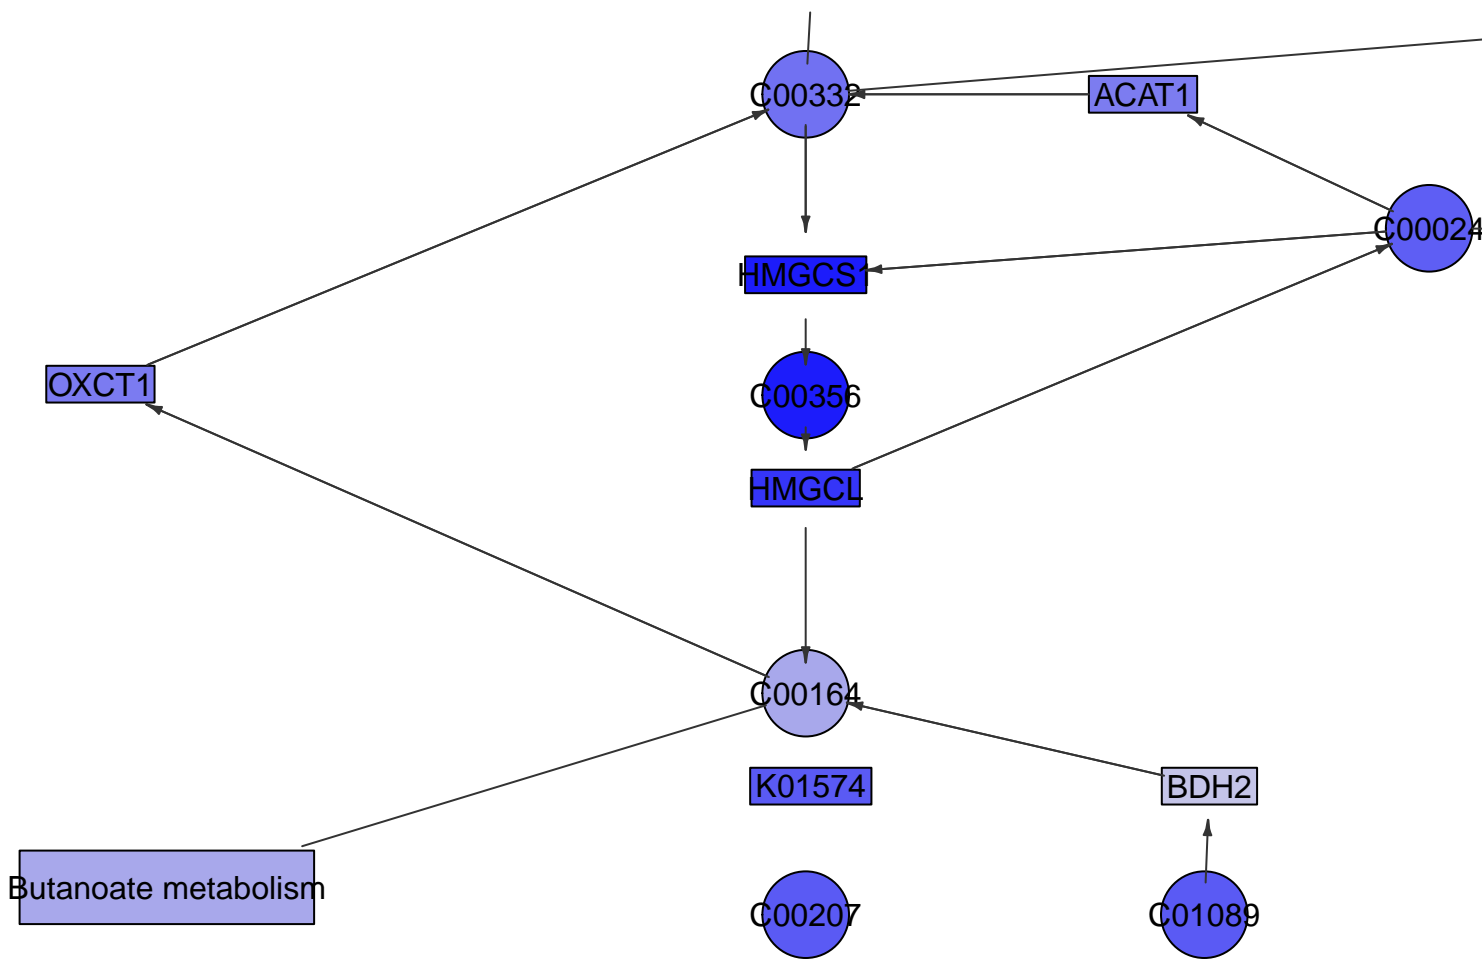 C00332
ACAT1
C00024
HMGCS1
OXCT1
C00356
HMGCL
C00164
K01574
BDH2
Butanoate metabolism
C00207
C01089